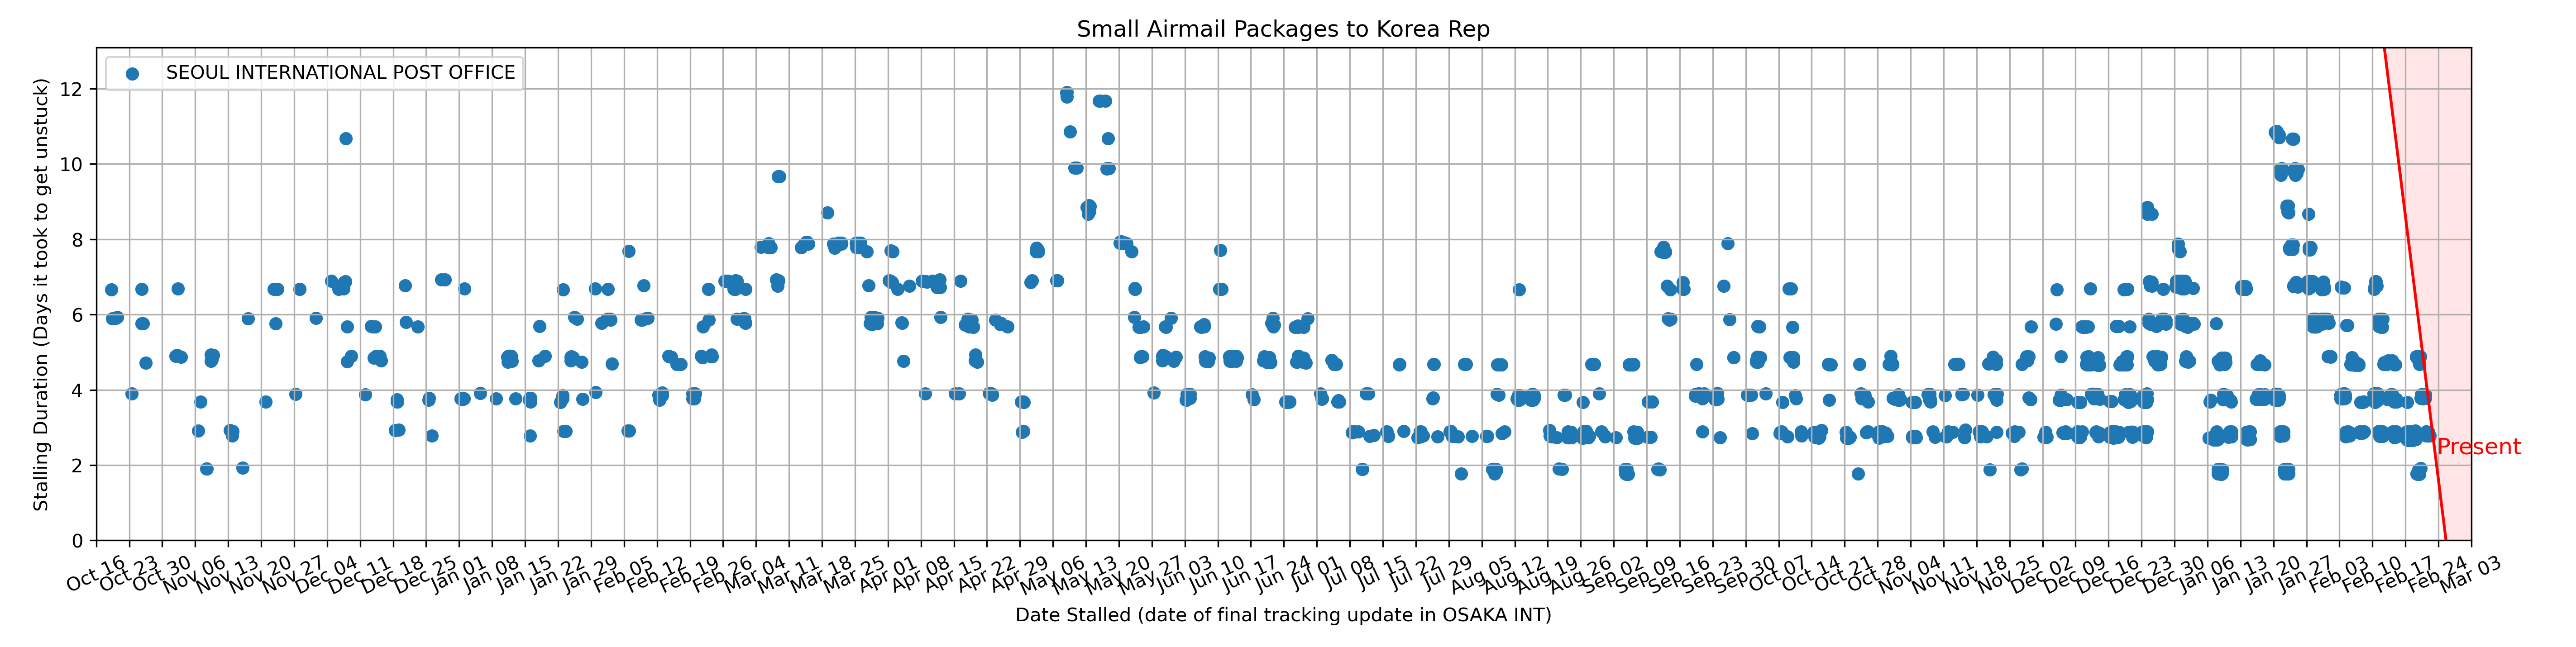 Small Airmail Packages to Korea Rep
SEOUL INTERNATIONAL POST OFFICE
Stalling Duration (Days it took to get unstuck)
12
10
8
6
4
2
0
Present
Oct 16 Oct 23 Oct 30 Nov 06 Nov 13 Nov 20 Nov 27 Dec 04 Dec 11 Dec 18 Dec 25 Jan 01 Jan 08 Jan 15 Jan 22 Jan 29 Feb 05 Feb 12 Feb 19 Feb 26 Mar 04 Mar 11 Mar 18 Mar 25 Apr 01 Apr 08 Apr 15 Apr 22 Apr 29 May 06 May 13 May 20 May 27 Jun 03 Jun 10 Jun 17 Jun 24 Jul 01 Jul 08 Jul 15 Jul 22 Jul 29 Aug 05 Aug 12 Aug 19 Aug 26 Sep 02 Sep 09 Sep 16 Sep 23 Sep 30 Oct 07 Oct 14 Oct 21 Oct 28 Nov 04 Nov 11 Nov 18 Nov 25 Dec 02 Dec 09 Dec 16 Dec 23 Dec 30 Jan 06 Jan 13 Jan 20 Jan 27 Feb 03 Feb 10 Feb 17 Feb 24 Mar 03
Date Stalled (date of final tracking update in OSAKA INT)